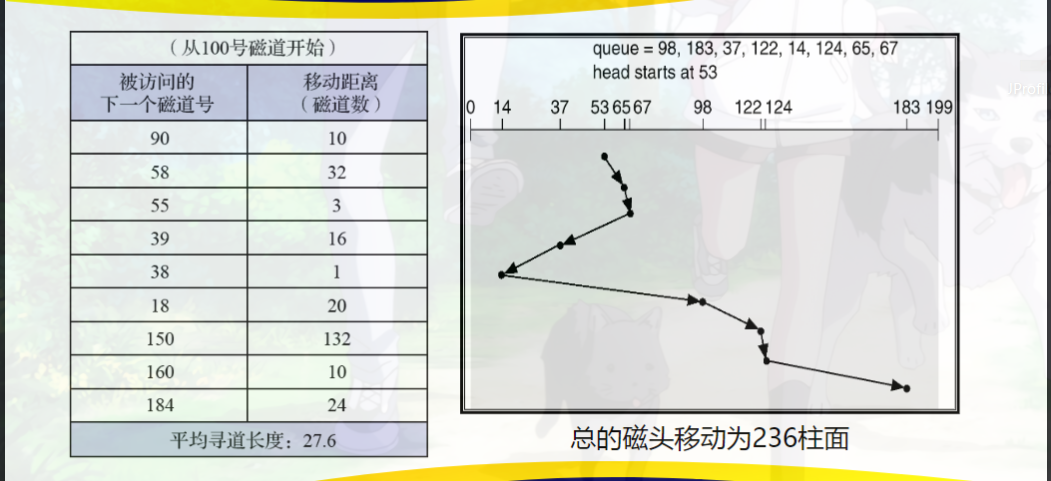 （从100号磁道开始）
被访问的
下一个磁道号
移动距离
（磁道数）
90 10
58 32
55 3
39 16
38 1
18 20
150 132
160 10
184 24
平均寻道长度：27.6
queue = 98, 183, 37, 122, 14, 124, 65, 67
head starts at 53
0 14 37 53 65 67 98 122 124 183 199
总的磁头移动为236柱面
JProfi